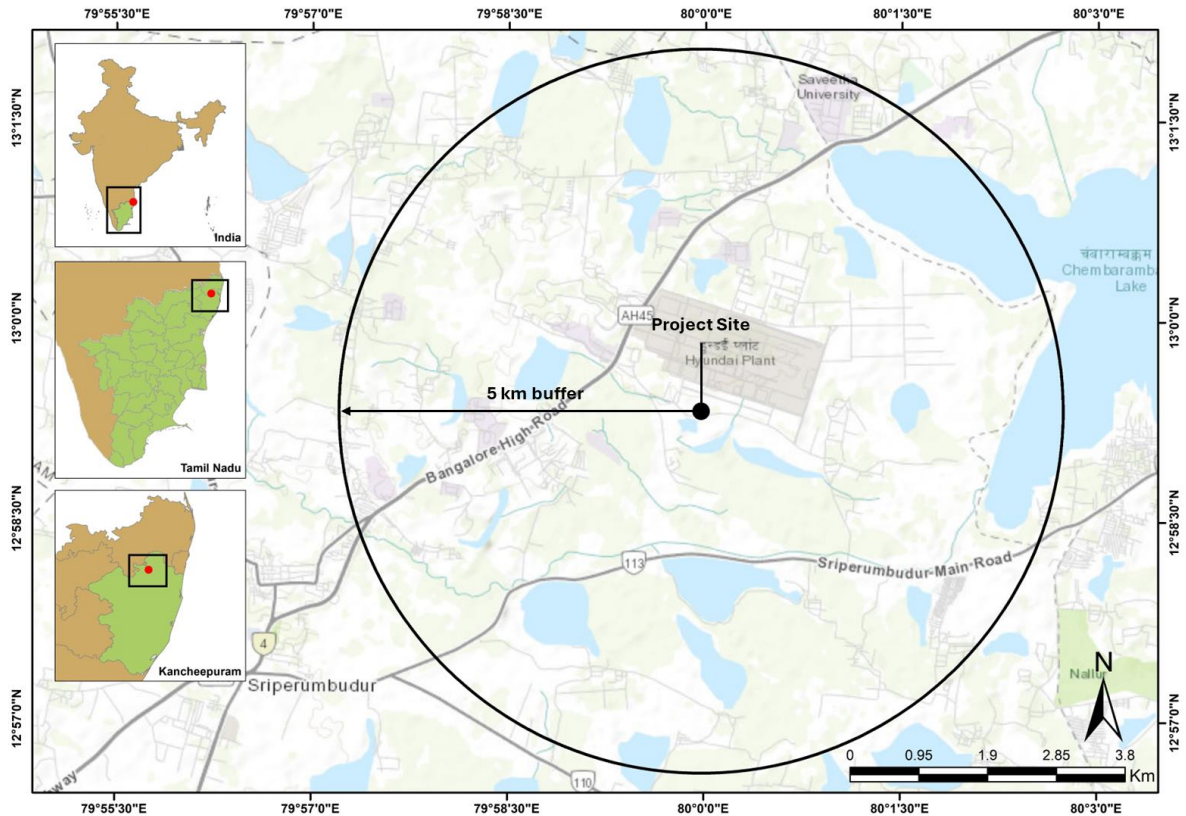 79°55'30"E
79°57'0"E
79°58'30"E
80°0'0"E
80°1'30"E
80°3'0"E
13°1'30"N
13°0'0"N
12°58'30"N
12°57'0"N
India
Tamil Nadu
Kancheepuram
Saveetha
University
चंबाराम्बक्कम
Chembaramba
Lake
AH45
Project Site
हुन्डई प्लांट
Hyundai Plant
5 km buffer
Bangalore-High-Road
113
Sriperumbudur-Main-Road
4
Sriperumbudur
110
way
AM
Nallur
N
0
0.95
1.9
2.85
3.8
Km
13°1'30"N
13°0'0"N
12°58'30"N
12°57'0"N
79°55'30"E
79°57'0"E
79°58'30"E
80°0'0"E
80°1'30"E
80°3'0"E